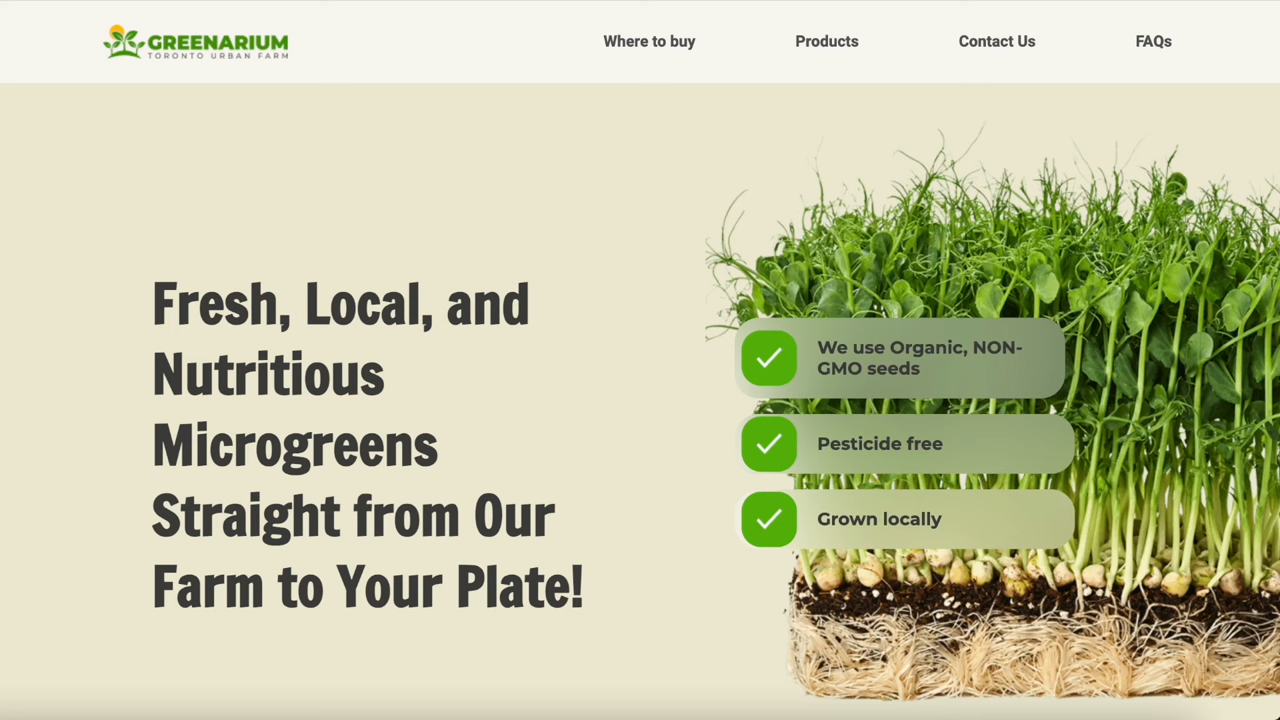 GREENARIUM
TORONTO URBAN FARM
Where to buy
Products
Contact Us
FAQs
Fresh, Local, and
Nutritious
Microgreens
Straight from Our
Farm to Your Plate!
We use Organic, NON-
GMO seeds
Pesticide free
Grown locally